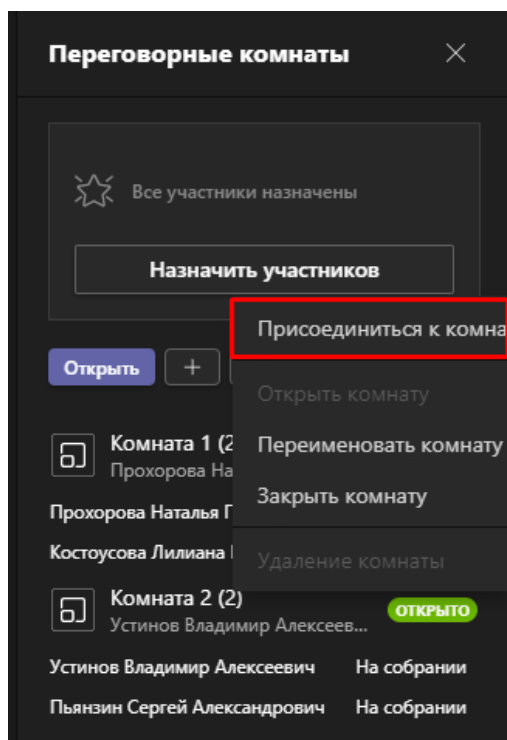 Переговорные комнаты
Все участники назначены
Назначить участников
Присоединиться к комна
Открыть
Открыть комнату
Комната 1 (2
Переименовать комнату
Прохорова На
Закрыть комнату
Прохорова Наталья Г
Костоусова Лилиана
Удаление комнаты
Комната 2 (2)
ОТКРЫТО
Устинов Владимир Алексеев...
Устинов Владимир Алексеевич На собрании
Пьянзин Сергей Александрович На собрании